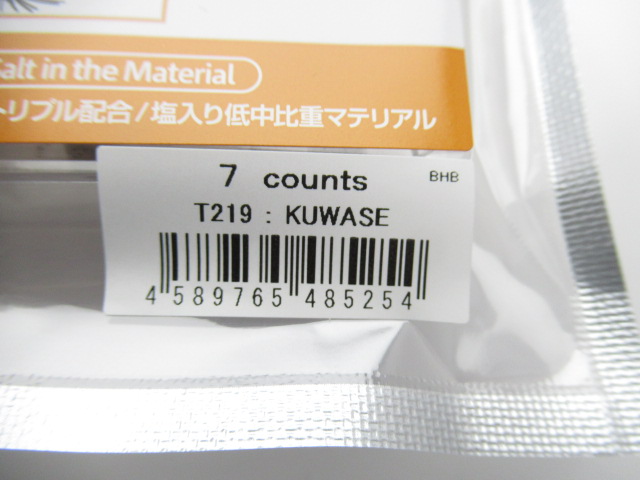 Salt in the Material
トリプル配合/塩入り低中比重マテリアル
7 counts
BHB
T219 : KUWASE
4 589765 485254